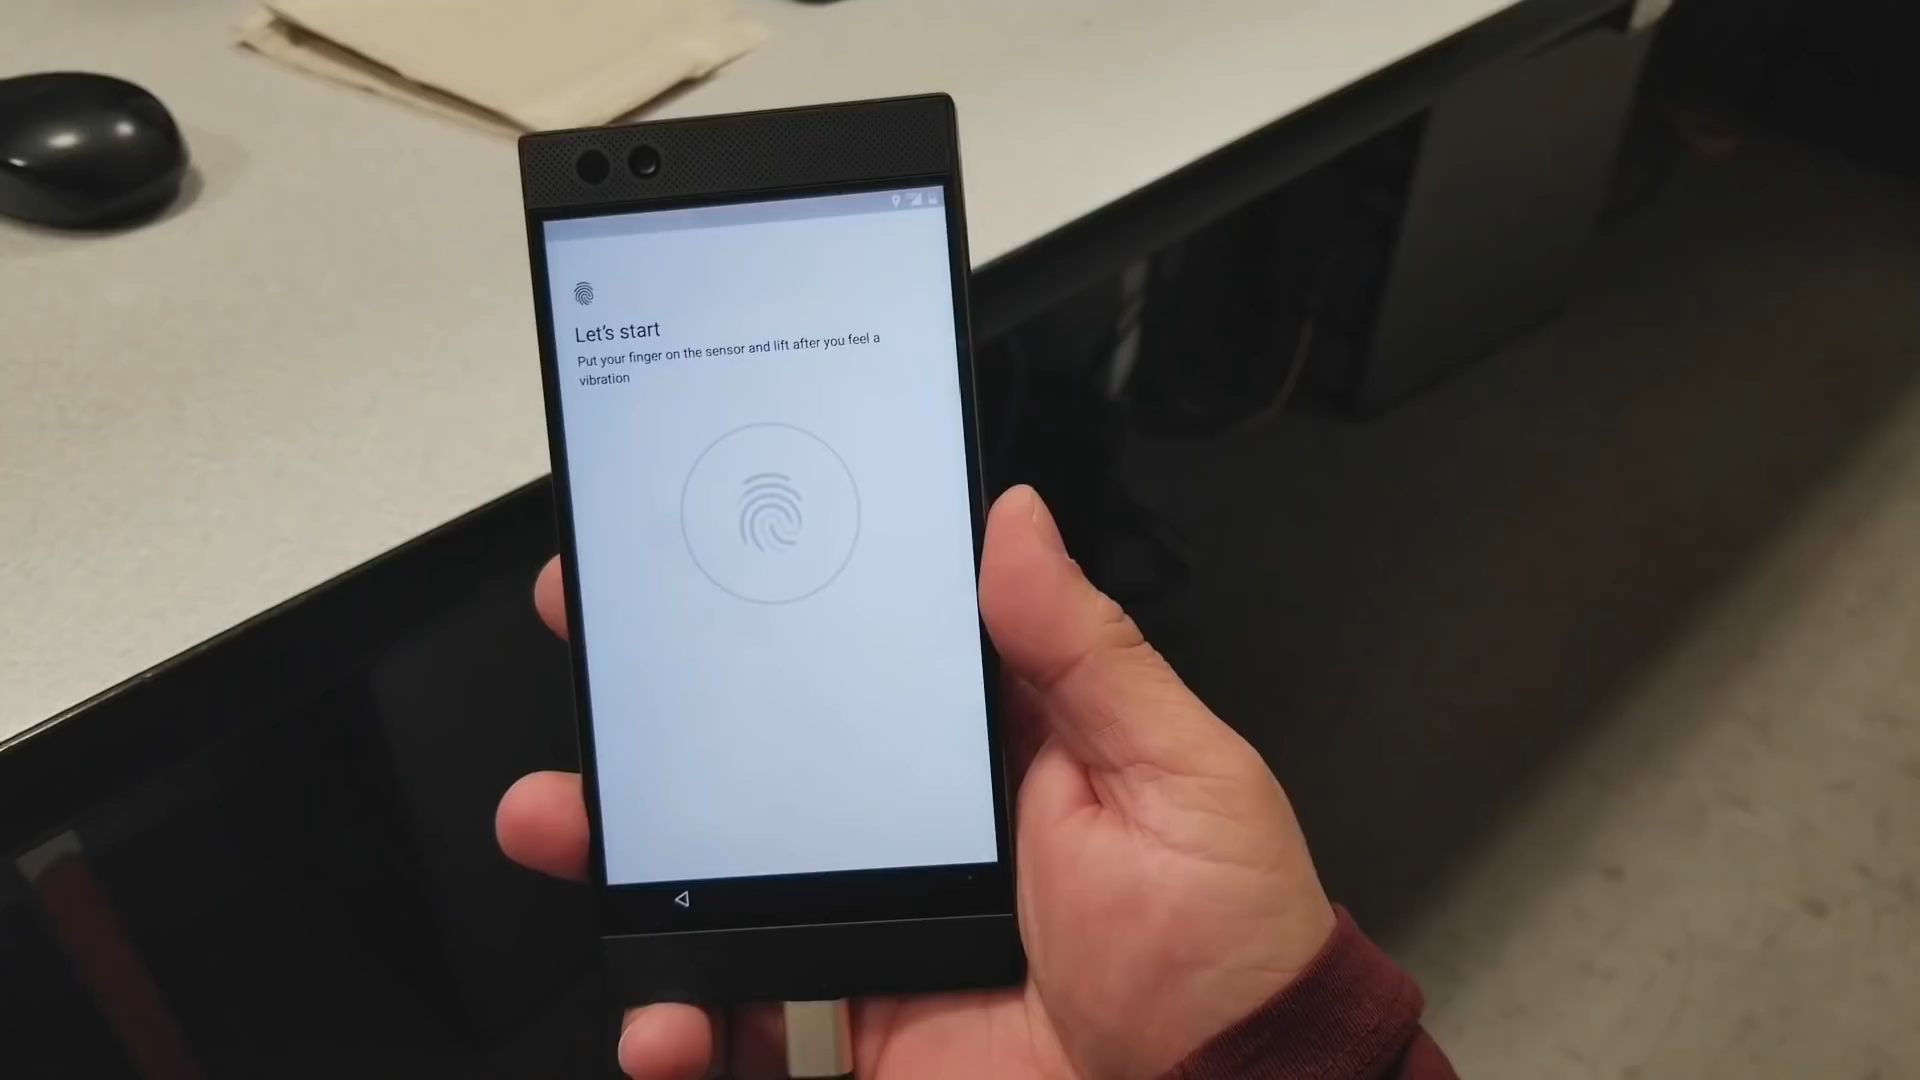 Let's start
Put your finger on the sensor and lift after you feel a
vibration